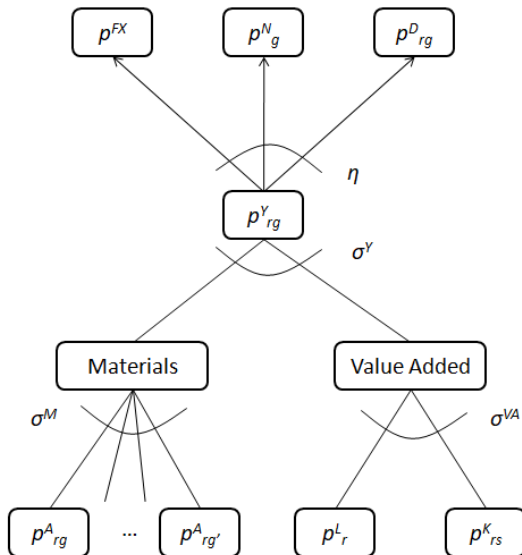 p^FX p^N_g p^D_rg
η
p^Y_rg
σ^Y
Materials Value Added
σ^M σ^VA
p^A_rg ... p^A_rg' p^L_r p^K_rs